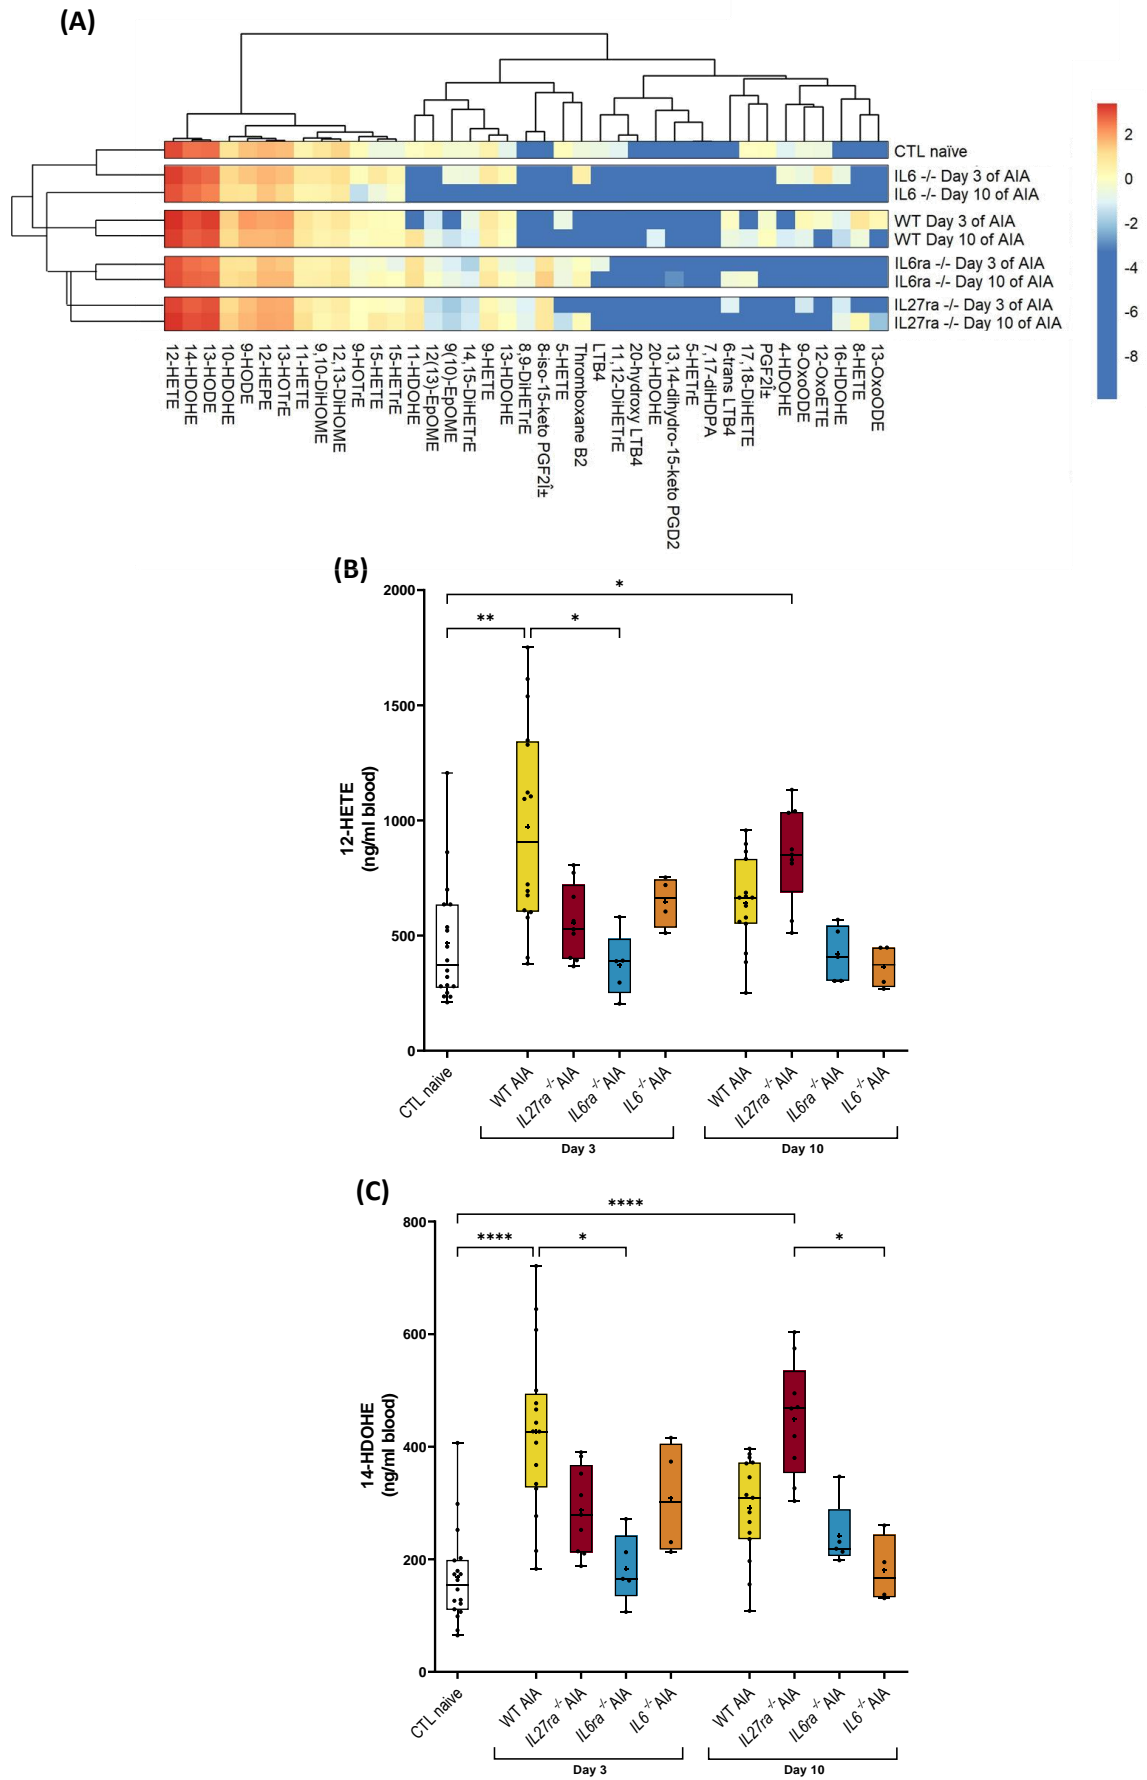 (A)
CTL naïve
IL6 -/- Day 3 of AIA
IL6 -/- Day 10 of AIA
WT Day 3 of AIA
WT Day 10 of AIA
IL6ra -/- Day 3 of AIA
IL6ra -/- Day 10 of AIA
IL27ra -/- Day 3 of AIA
IL27ra -/- Day 10 of AIA
2
0
-2
-4
-6
-8
12-HETE
14-HDOHE
13-HODE
10-HDOHE
9-HODE
12-HEPE
13-HOTrE
11-HETE
9,10-DiHOME
12,13-DiHOME
9-HOTrE
15-HETE
15-HETrE
11-HDOHE
12(13)-EpOME
9(10)-EpOME
14,15-DiHETrE
9-HETE
13-HDOHE
8,9-DiHETrE
8-iso-15-keto PGF2Î±
5-HETE
Thromboxane B2
LTB4
11,12-DiHETrE
20-hydroxy LTB4
20-HDOHE
13,14-dihydro-15-keto PGD2
5-HETrE
7,17-diHDPA
6-trans LTB4
17,18-DiHETE
PGF2Î±
4-HDOHE
9-OxoODE
12-OxoETE
16-HDOHE
8-HETE
13-OxoODE
(B)
12-HETE
(ng/ml blood)
2000
1500
1000
500
0
*
** *
CTL naive
WT AIA
IL27ra-/- AIA
IL6ra-/- AIA
IL6-/- AIA
WT AIA
IL27ra-/- AIA
IL6ra-/- AIA
IL6-/- AIA
Day 3 Day 10
(C)
14-HDOHE
(ng/ml blood)
800
600
400
200
0
****
**** * *
CTL naive
WT AIA
IL27ra-/- AIA
IL6ra-/- AIA
IL6-/- AIA
WT AIA
IL27ra-/- AIA
IL6ra-/- AIA
IL6-/- AIA
Day 3 Day 10